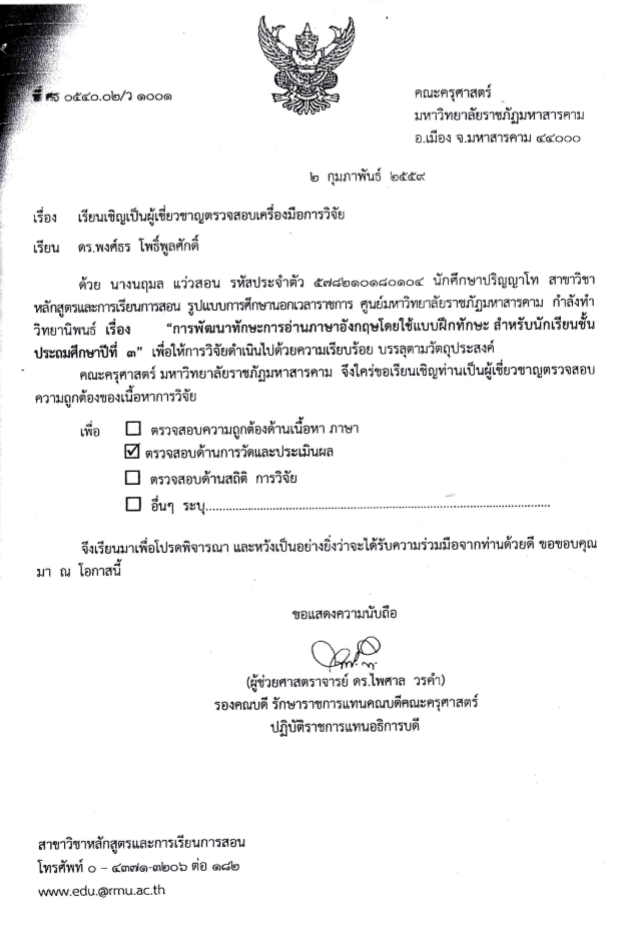 ที่ ศธ ๐๕๔๐.๐๒/ว ๑๐๐๑
คณะครุศาสตร์
มหาวิทยาลัยราชภัฏมหาสารคาม
อ.เมือง จ.มหาสารคาม ๔๔๐๐๐
๒ กุมภาพันธ์ ๒๕๕๙
เรื่อง เรียนเชิญเป็นผู้เชี่ยวชาญตรวจสอบเครื่องมือการวิจัย
เรียน ดร.พงศ์ธร โพธิ์พูลศักดิ์
ด้วย นางนฤมล แว่วสอน รหัสประจำตัว ๕๗๘๒๑๐๑๘๐๑๐๔ นักศึกษาปริญญาโท สาขาวิชา
หลักสูตรและการเรียนการสอน รูปแบบการศึกษานอกเวลาราชการ ศูนย์มหาวิทยาลัยราชภัฏมหาสารคาม กำลังทำ
วิทยานิพนธ์ เรื่อง "การพัฒนาทักษะการอ่านภาษาอังกฤษโดยใช้แบบฝึกทักษะ สำหรับนักเรียนชั้น
ประถมศึกษาปีที่ ๓" เพื่อให้การวิจัยดำเนินไปด้วยความเรียบร้อย บรรลุตามวัตถุประสงค์
คณะครุศาสตร์ มหาวิทยาลัยราชภัฏมหาสารคาม จึงใคร่ขอเรียนเชิญท่านเป็นผู้เชี่ยวชาญตรวจสอบ
ความถูกต้องของเนื้อหาการวิจัย
เพื่อ ตรวจสอบความถูกต้องด้านเนื้อหา ภาษา
ตรวจสอบด้านการวัดและประเมินผล
ตรวจสอบด้านสถิติ การวิจัย
อื่นๆ ระบุ.......................................................................................
จึงเรียนมาเพื่อโปรดพิจารณา และหวังเป็นอย่างยิ่งว่าจะได้รับความร่วมมือจากท่านด้วยดี ขอขอบคุณ
มา ณ โอกาสนี้
ขอแสดงความนับถือ
(ผู้ช่วยศาสตราจารย์ ดร.ไพศาล วรคำ)
รองคณบดี รักษาราชการแทนคณบดีคณะครุศาสตร์
ปฏิบัติราชการแทนอธิการบดี
สาขาวิชาหลักสูตรและการเรียนการสอน
โทรศัพท์ ๐ – ๔๓๗๑-๓๒๐๖ ต่อ ๑๘๒
www.edu.@rmu.ac.th